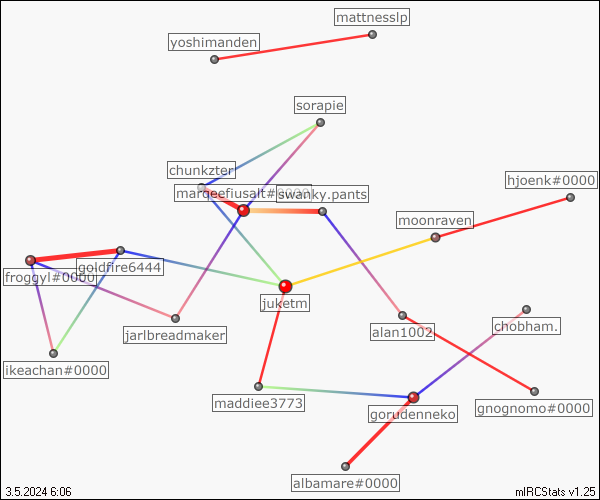 mattnesslp
yoshimanden
sorapie
chunkzter
hjoenk#0000
marqeefiusalt#0000
swanky.pants
moonraven
goldfire6444
froggyl#0000
juketm
chobham.
jarlbreadmaker
alan1002
ikeachan#0000
maddiee3773
gorudenneko
gnognomo#0000
albamare#0000
3.5.2024 6:06
mIRCStats v1.25